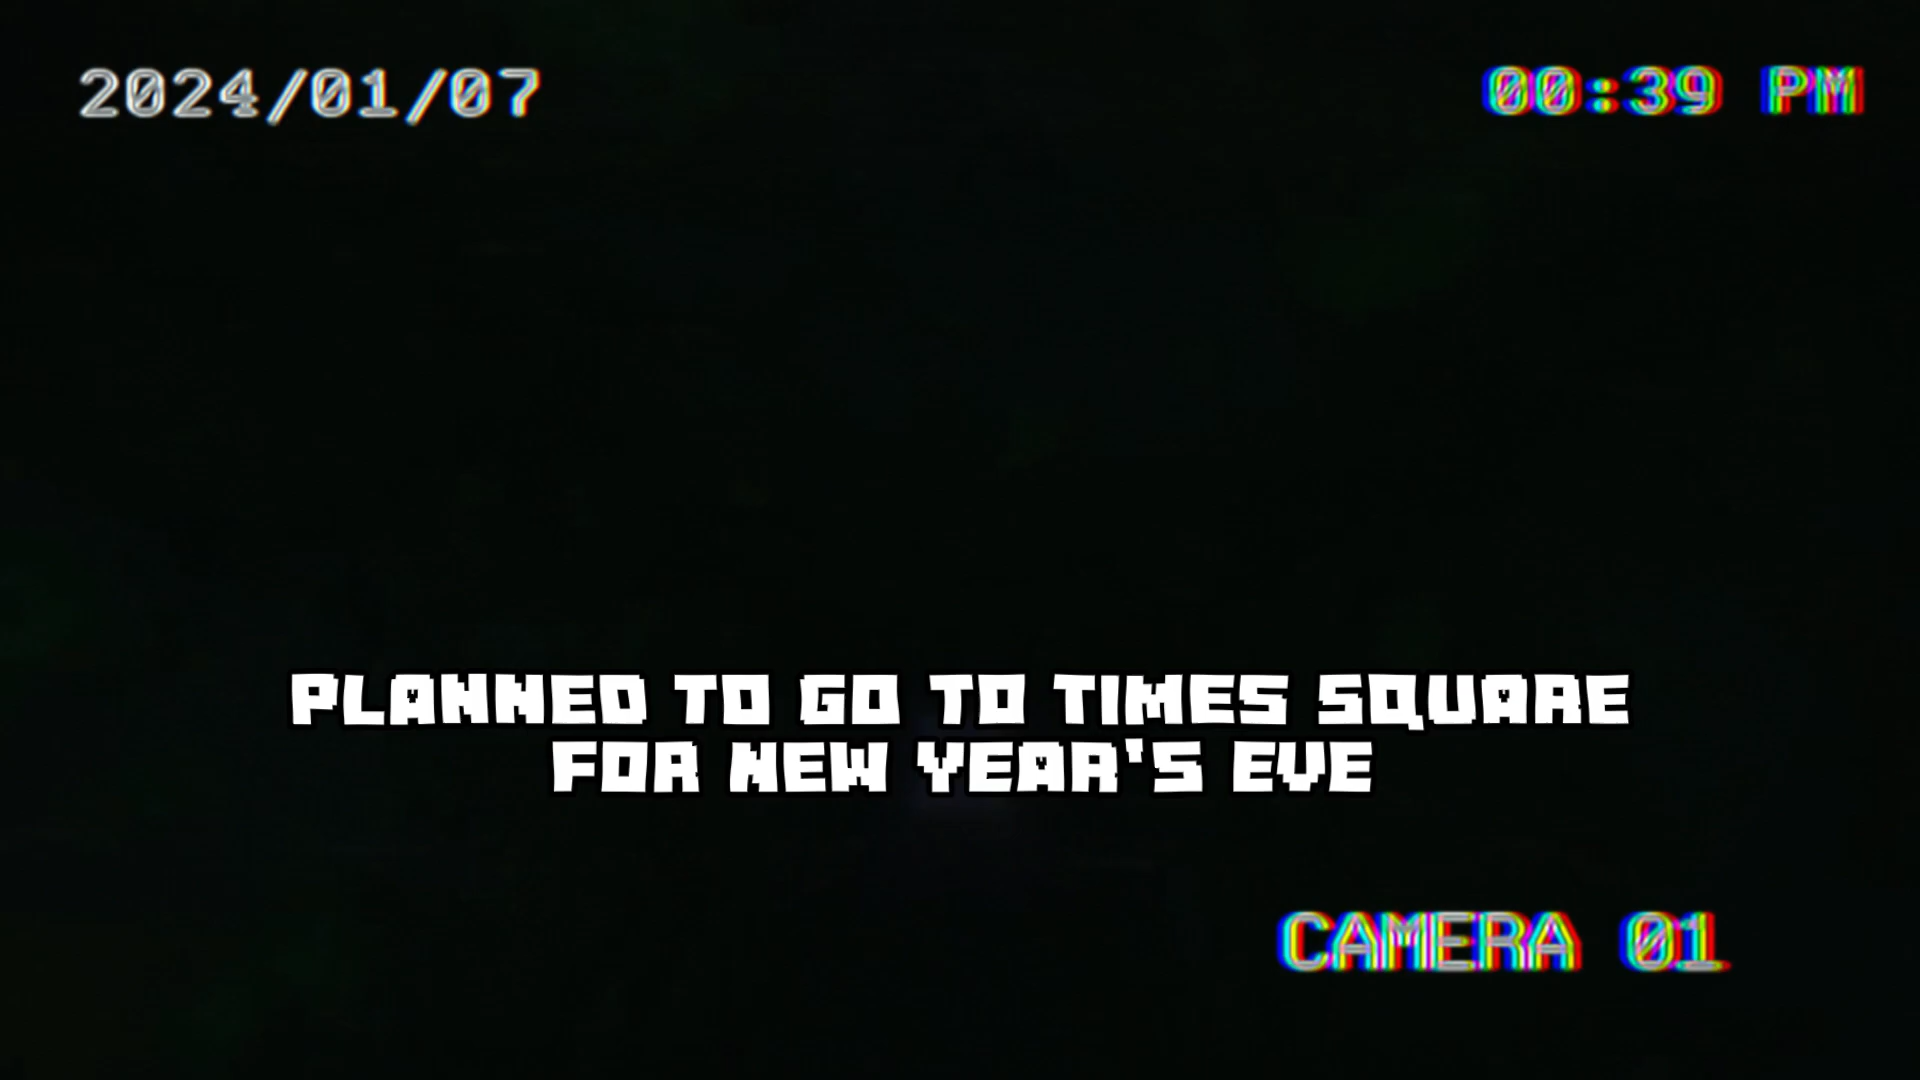 2024/01/07
00:39 PM
PLANNED TO GO TO TIMES SQUARE
FOR NEW YEAR'S EVE
CAMERA 01